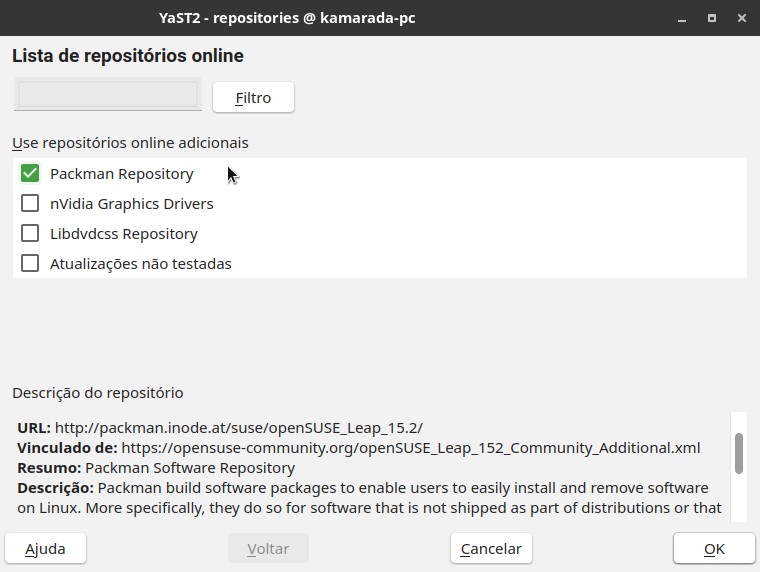 YaST2 - repositories @ kamarada-pc
Lista de repositórios online
Filtro
Use repositórios online adicionais
Packman Repository
nVidia Graphics Drivers
Libdvdcss Repository
Atualizações não testadas
Descrição do repositório
URL: http://packman.inode.at/suse/openSUSE_Leap_15.2/
Vinculado de: https://opensuse-community.org/openSUSE_Leap_152_Community_Additional.xml
Resumo: Packman Software Repository
Descrição: Packman build software packages to enable users to easily install and remove software
on Linux. More specifically, they do so for software that is not shipped as part of distributions or that
Ajuda
Voltar
Cancelar
OK